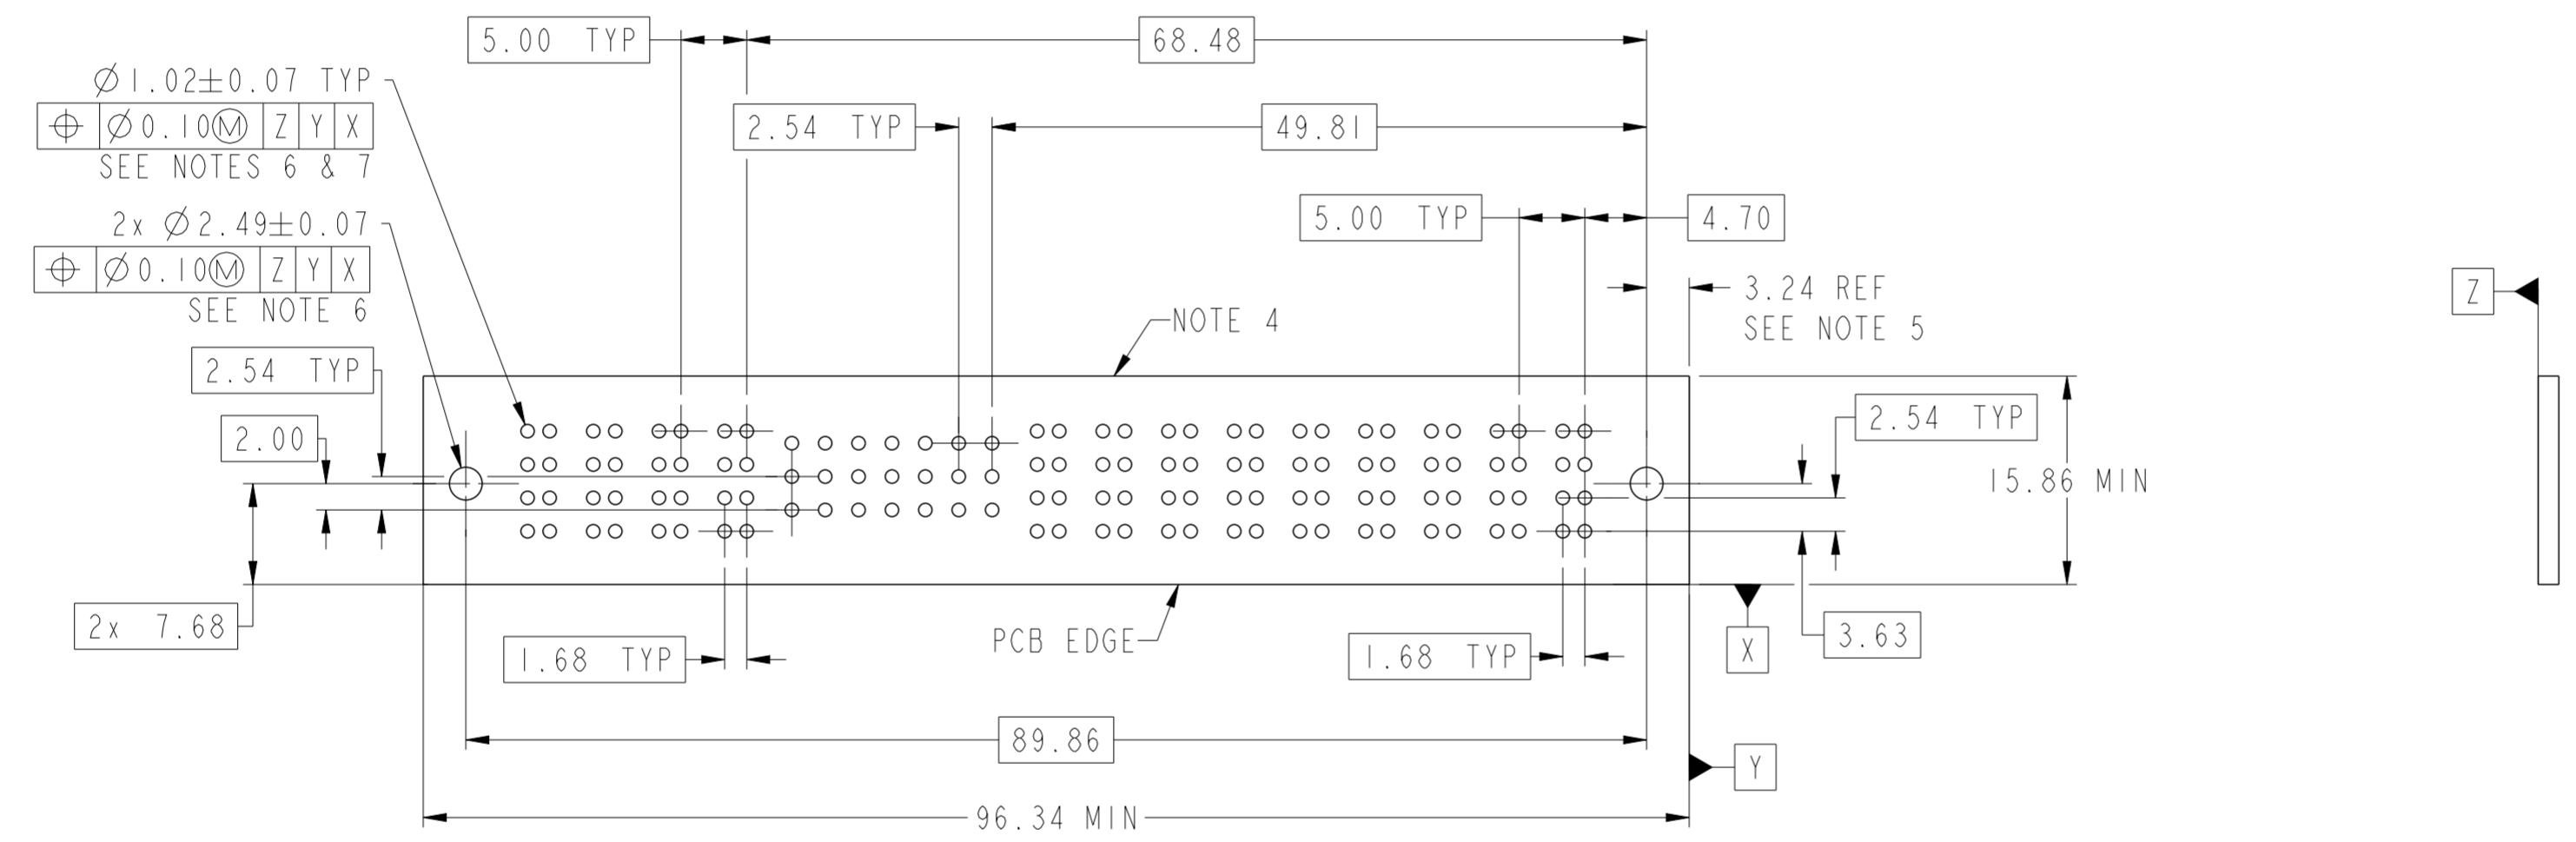 5.00 TYP
68.48
Ø1.02±0.07 TYP
⌖ Ø0.10Ⓜ Z Y X
SEE NOTES 6 & 7
2.54 TYP
49.81
5.00 TYP
4.70
2x Ø2.49±0.07
⌖ Ø0.10Ⓜ Z Y X
SEE NOTE 6
3.24 REF
SEE NOTE 5
Z
NOTE 4
2.54 TYP
2.00
2.54 TYP
15.86 MIN
2x 7.68
1.68 TYP
PCB EDGE
1.68 TYP
X
3.63
89.86
Y
96.34 MIN